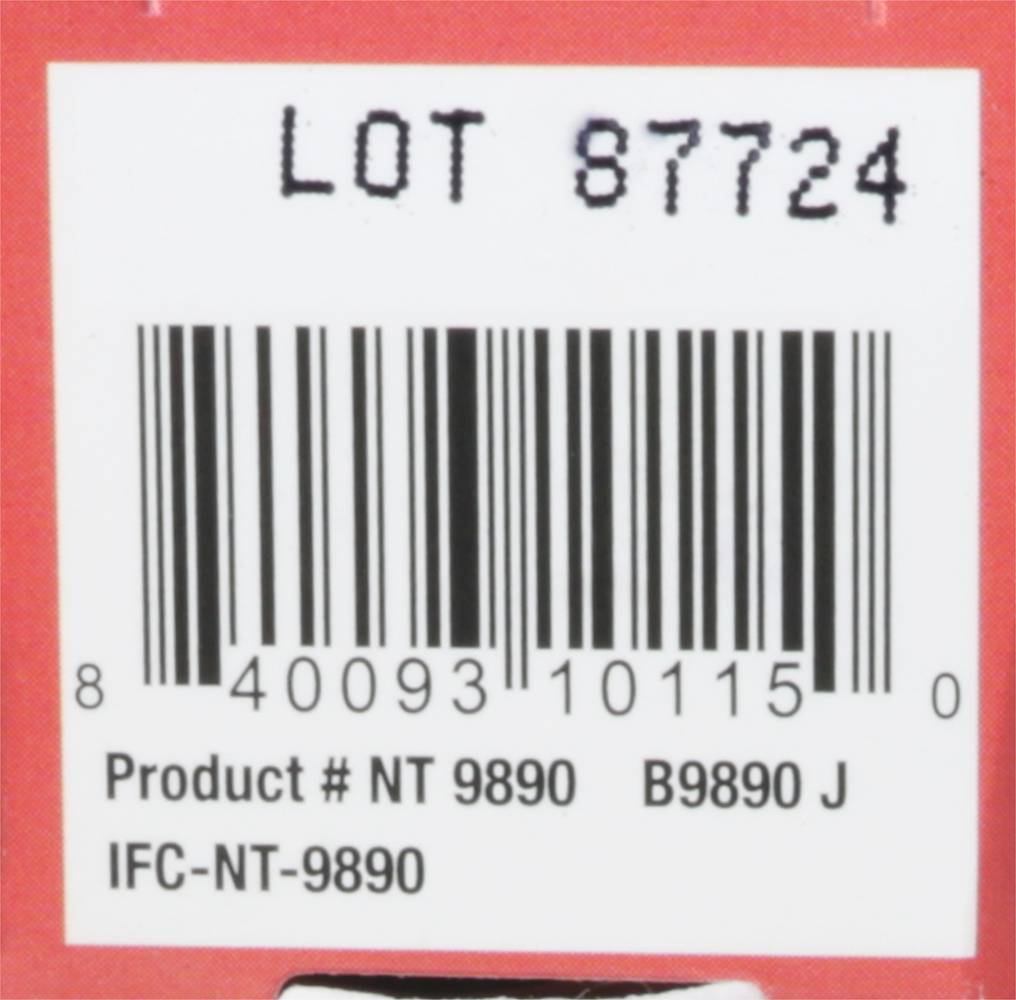 LOT 87724
8 40093 10115 0
Product # NT 9890 B9890 J
IFC-NT-9890